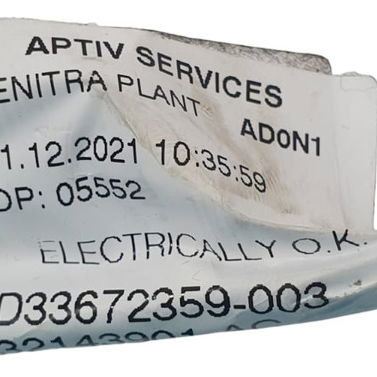 APTIV SERVICES
ENITRA PLANT
AD0N1
1.12.2021 10:35:59
OP: 05552
ELECTRICALLY O.K.
D33672359-003